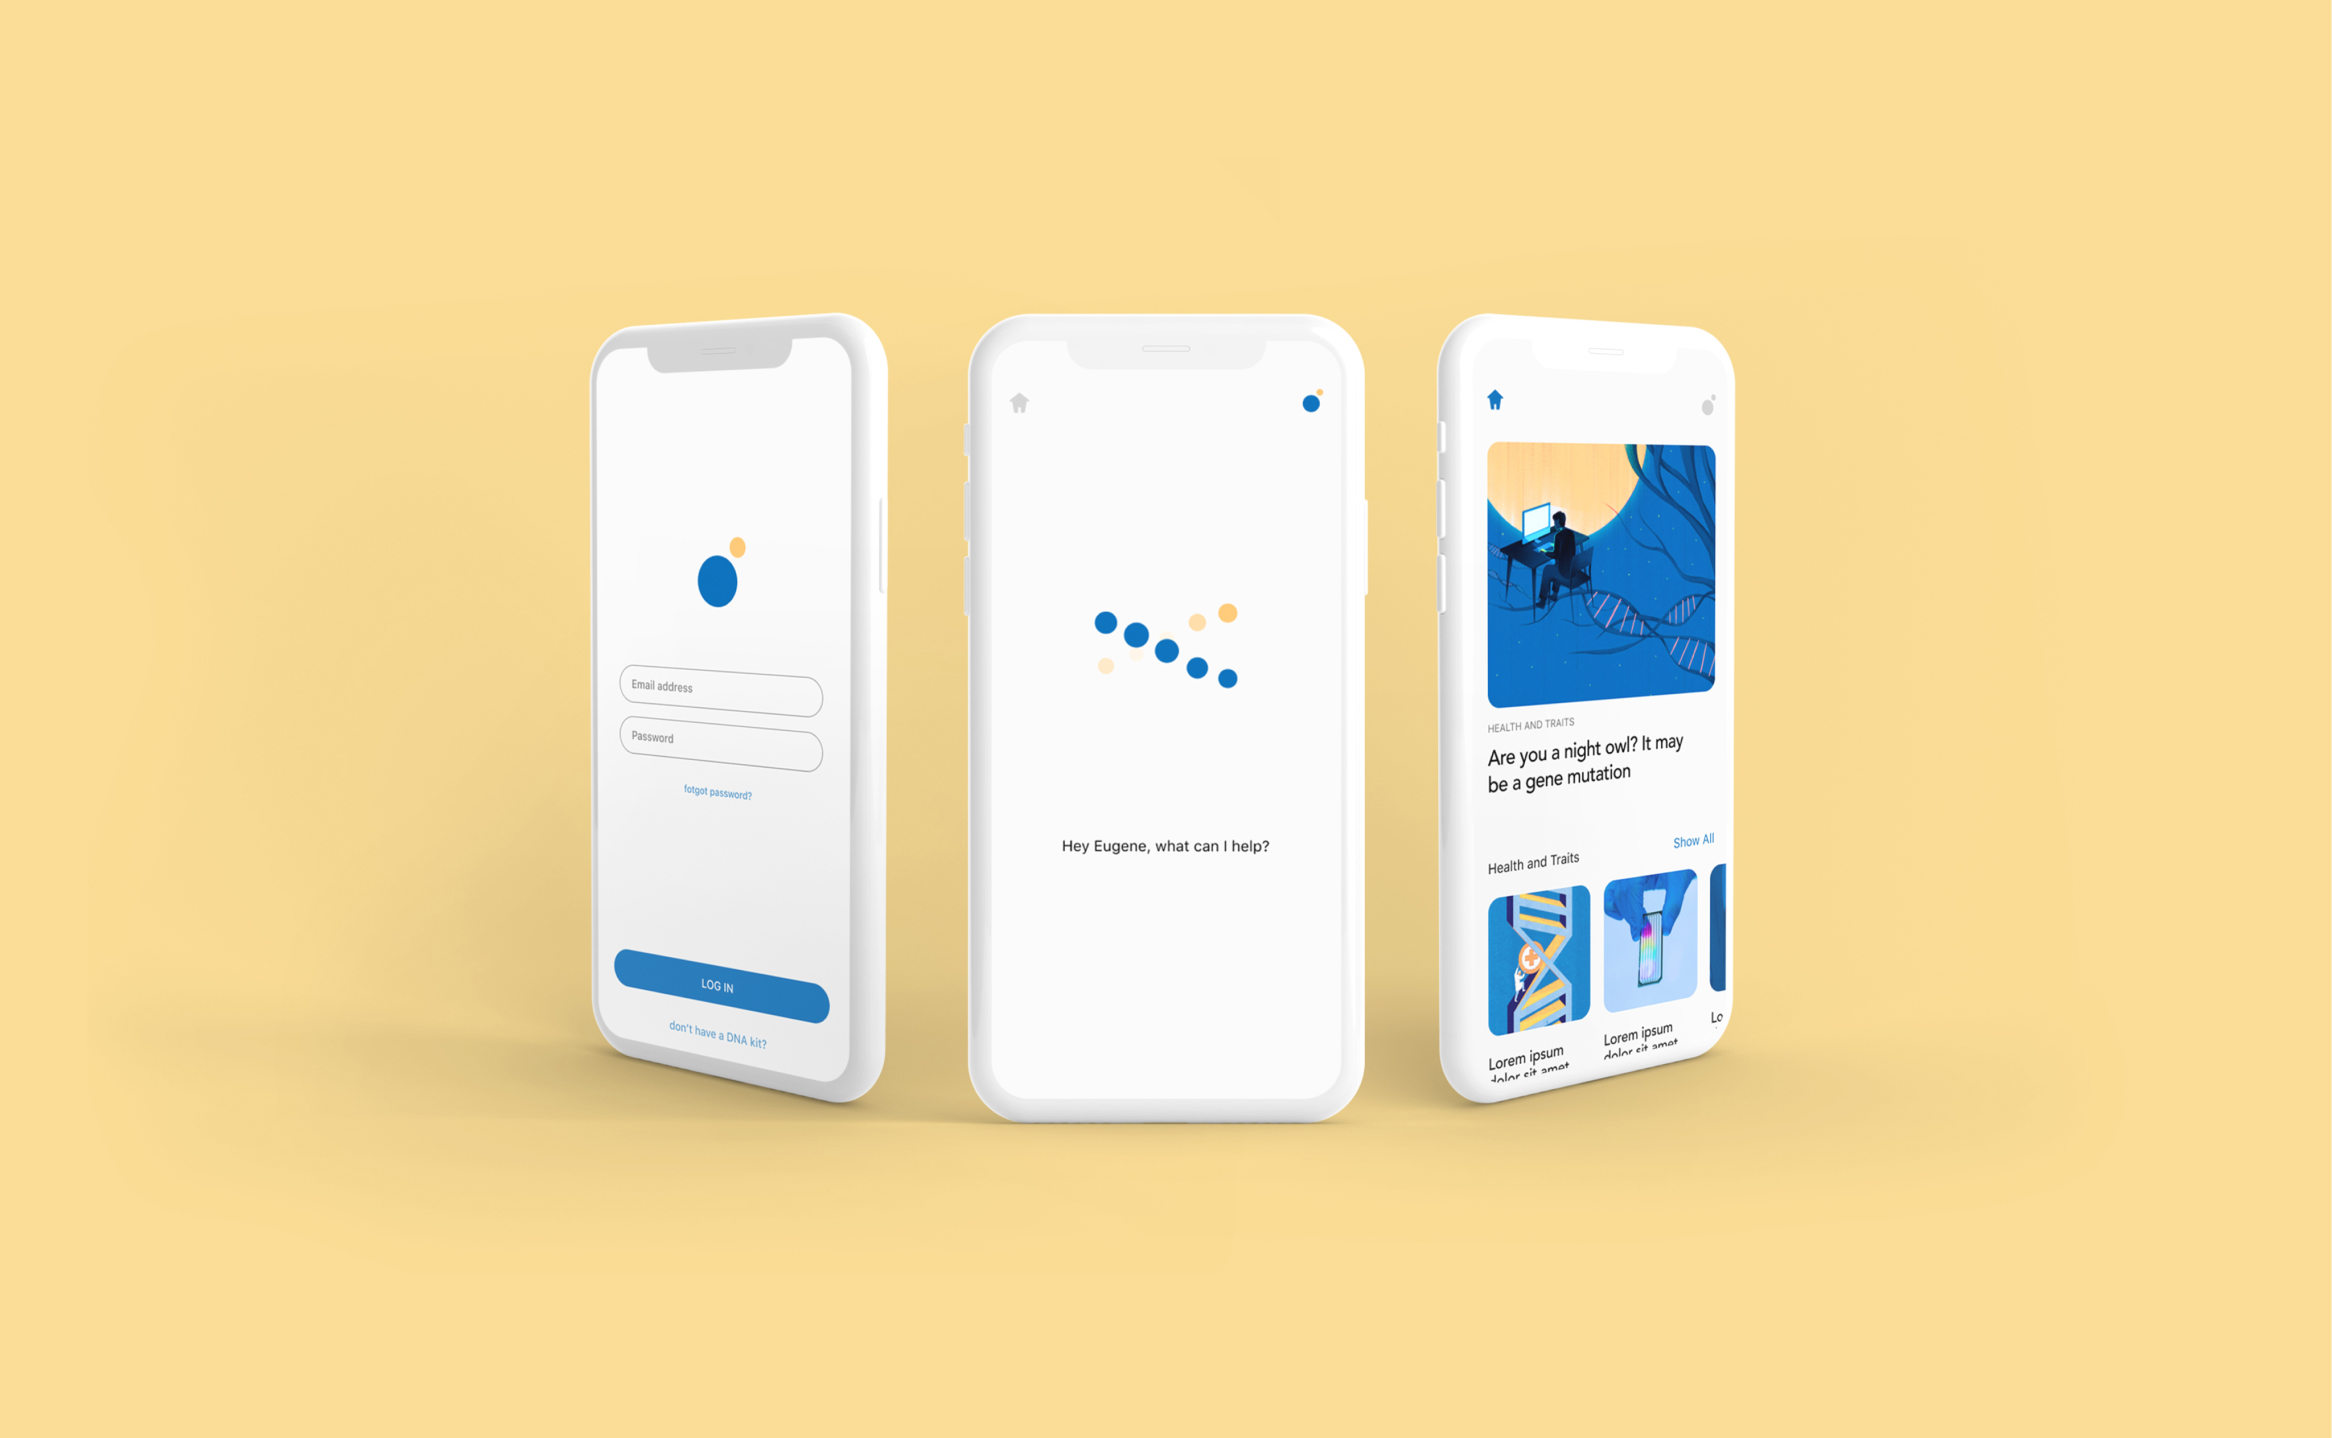 Email address
Password
fotgot password?
LOG IN
don't have a DNA kit?
Hey Eugene, what can I help?
HEALTH AND TRAITS
Are you a night owl? It may
be a gene mutation
Show All
Health and Traits
Lorem ipsum
dolor sit amet
Lorem ipsum
dolor sit amet
Lo